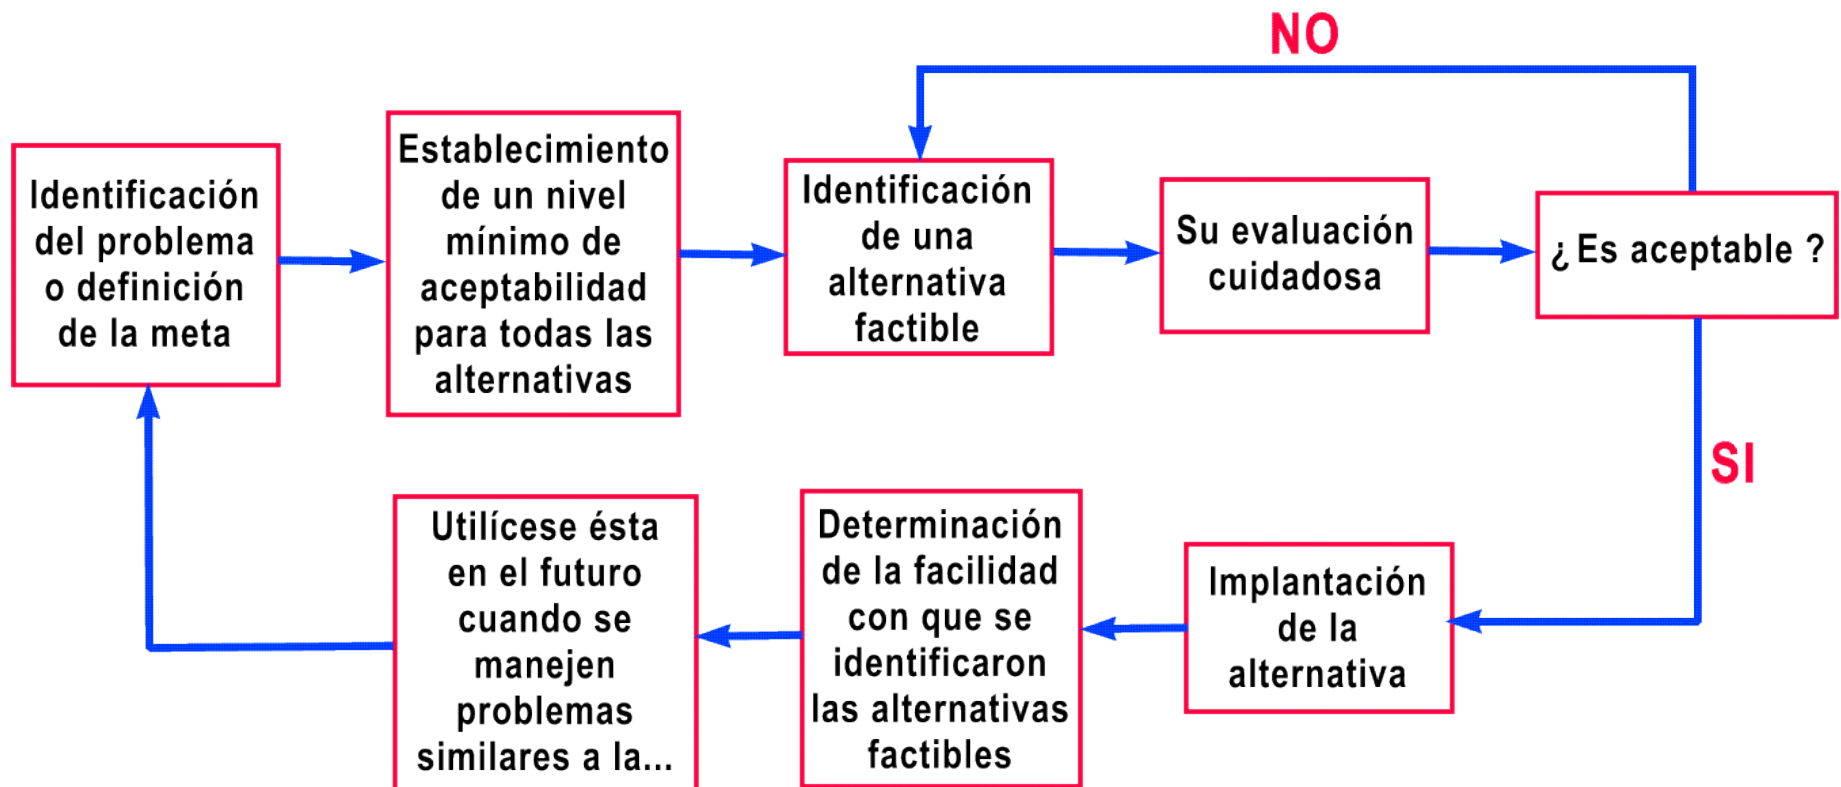 NO
Identificación
del problema
o definición
de la meta
Establecimiento
de un nivel
mínimo de
aceptabilidad
para todas las
alternativas
Identificación
de una
alternativa
factible
Su evaluación
cuidadosa
¿ Es aceptable ?
SI
Implantación
de la
alternativa
Determinación
de la facilidad
con que se
identificaron
las alternativas
factibles
Utilícese ésta
en el futuro
cuando se
manejen
problemas
similares a la...